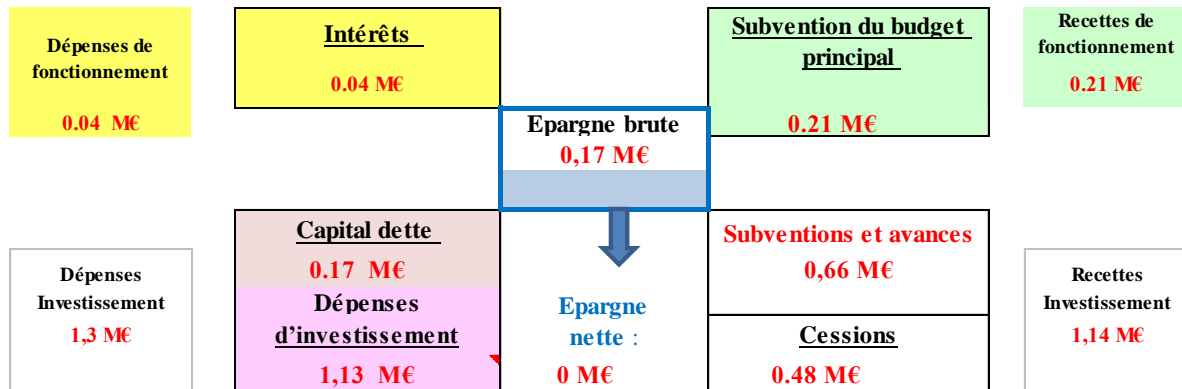 Dépenses de
fonctionnement
0.04 M€
Intérêts
0.04 M€
Epargne brute
0,17 M€
Subvention du budget
principal
0.21 M€
Recettes de
fonctionnement
0.21 M€
Dépenses
Investissement
1,3 M€
Capital dette
0.17 M€
Dépenses
d’investissement
1,13 M€
Epargne
nette :
0 M€
Subventions et avances
0,66 M€
Cessions
0.48 M€
Recettes
Investissement
1,14 M€